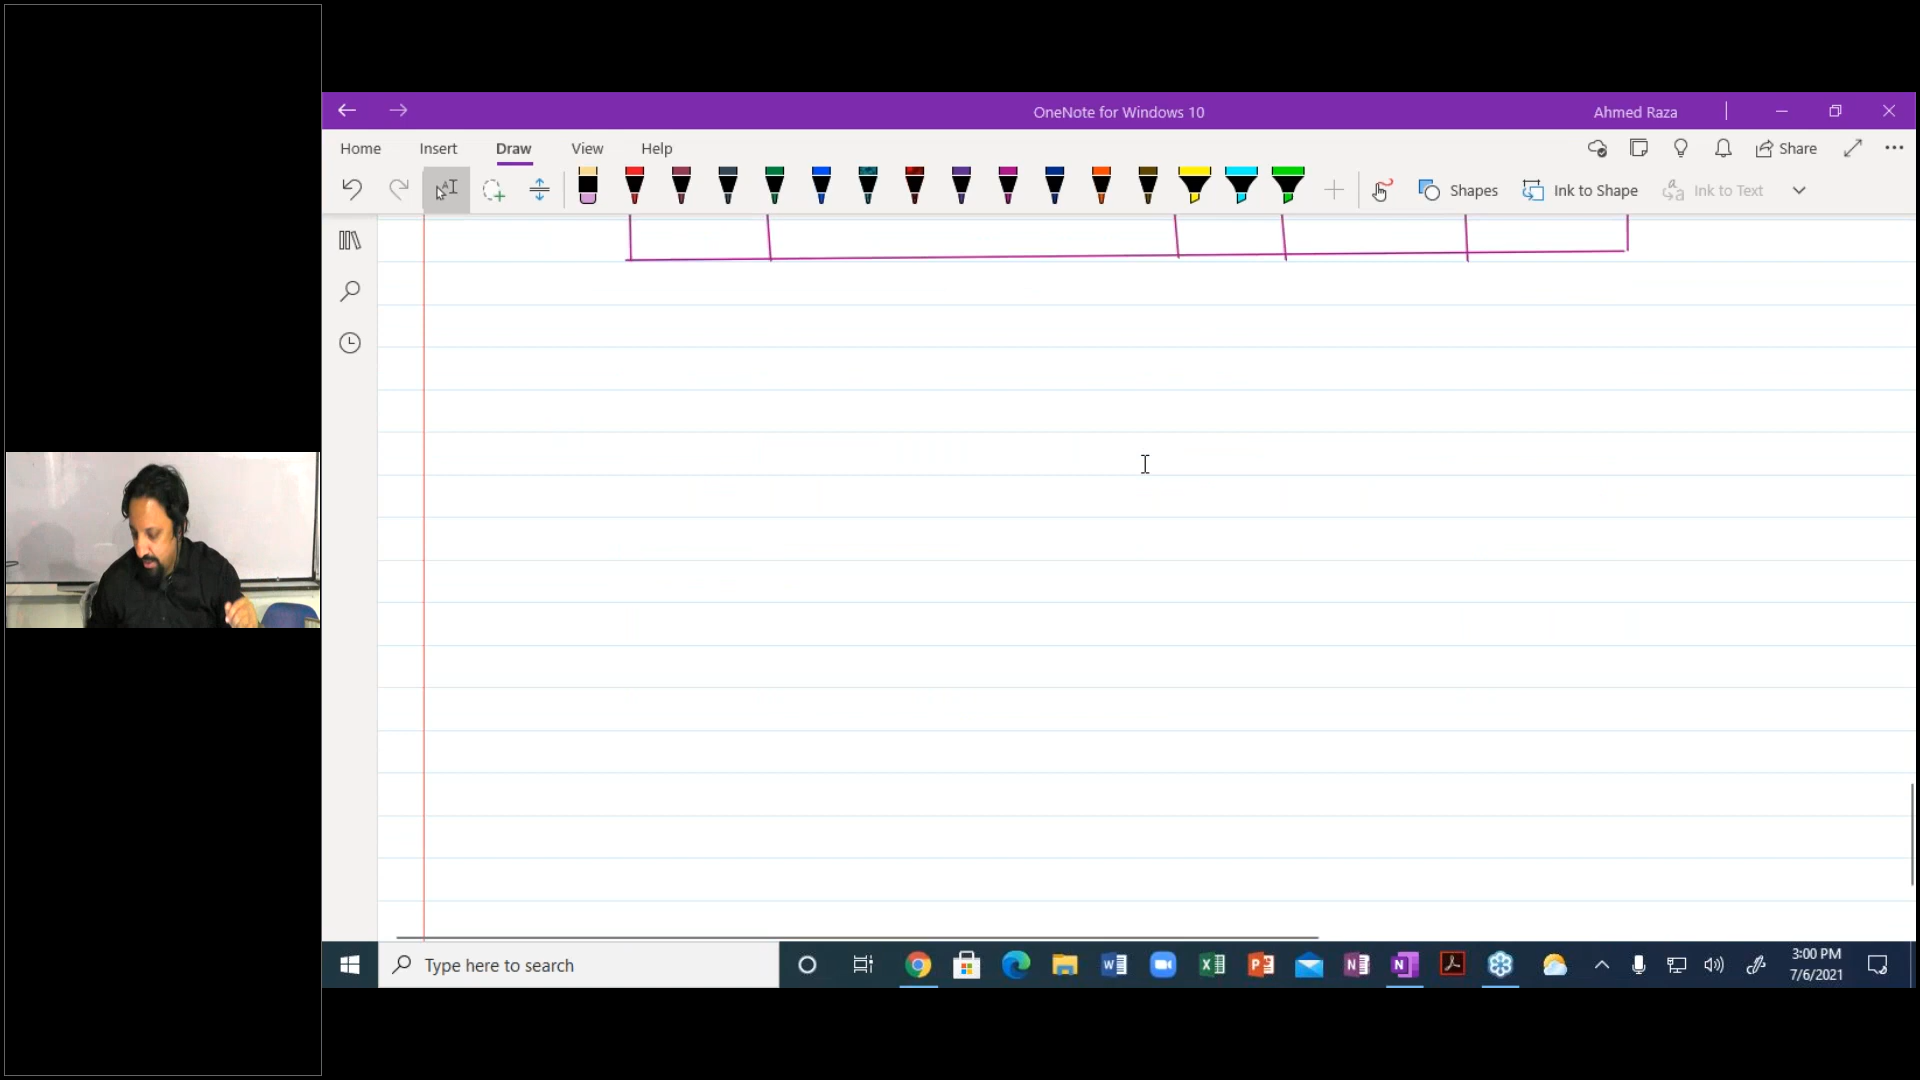 OneNote for Windows 10
Ahmed Raza
Home Insert Draw View Help
Share
Shapes
Ink to Shape
Ink to Text
Type here to search
3:00 PM
7/6/2021